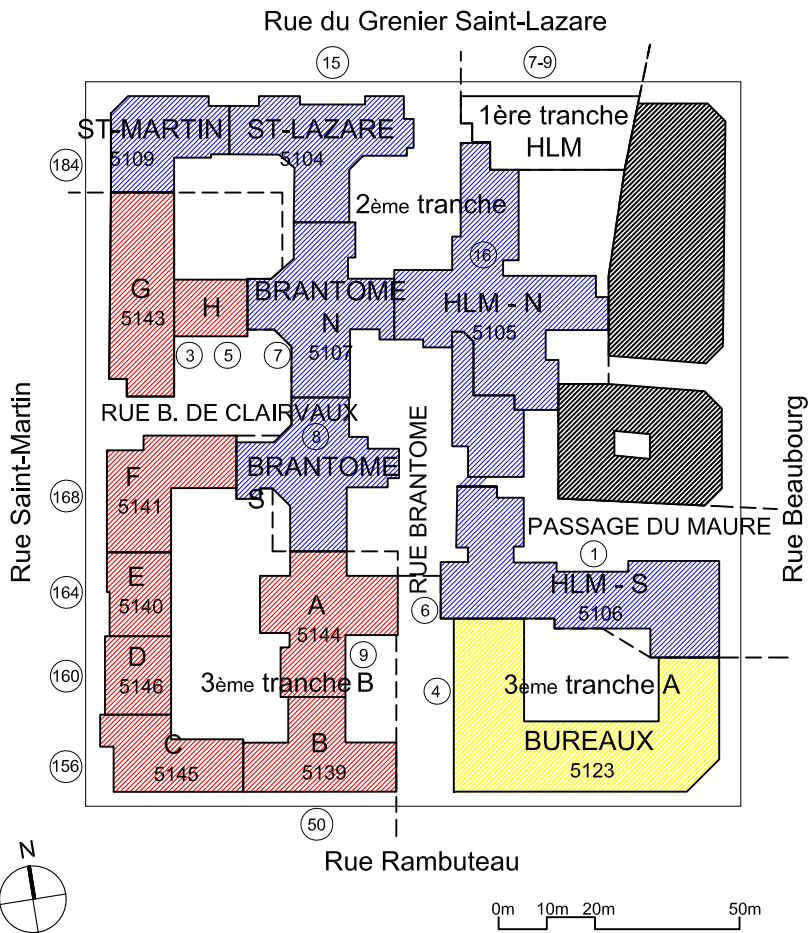 Rue du Grenier Saint-Lazare
15
7-9
1ère tranche
HLM
ST-MARTIN
5109
ST-LAZARE
5104
184
2ème tranche
16
G
5143
H
BRANTOME
N
5107
HLM - N
5105
3
5
7
RUE B. DE CLAIRVAUX
8
BRANTOME
S
RUE BRANTOME
Rue Saint-Martin
Rue Beaubourg
F
5141
168
PASSAGE DU MAURE
1
E
5140
164
A
5144
6
HLM - S
5106
D
5146
160
9
3ème tranche B
4
3ème tranche A
C
5145
156
B
5139
BUREAUX
5123
50
Rue Rambuteau
N
0m 10m 20m 50m